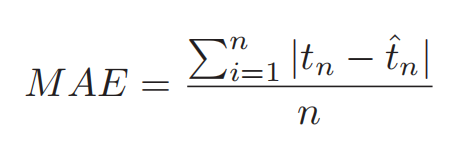 MAE = \frac{\sum_{i=1}^{n} |t_n - \hat{t}_n|}{n}